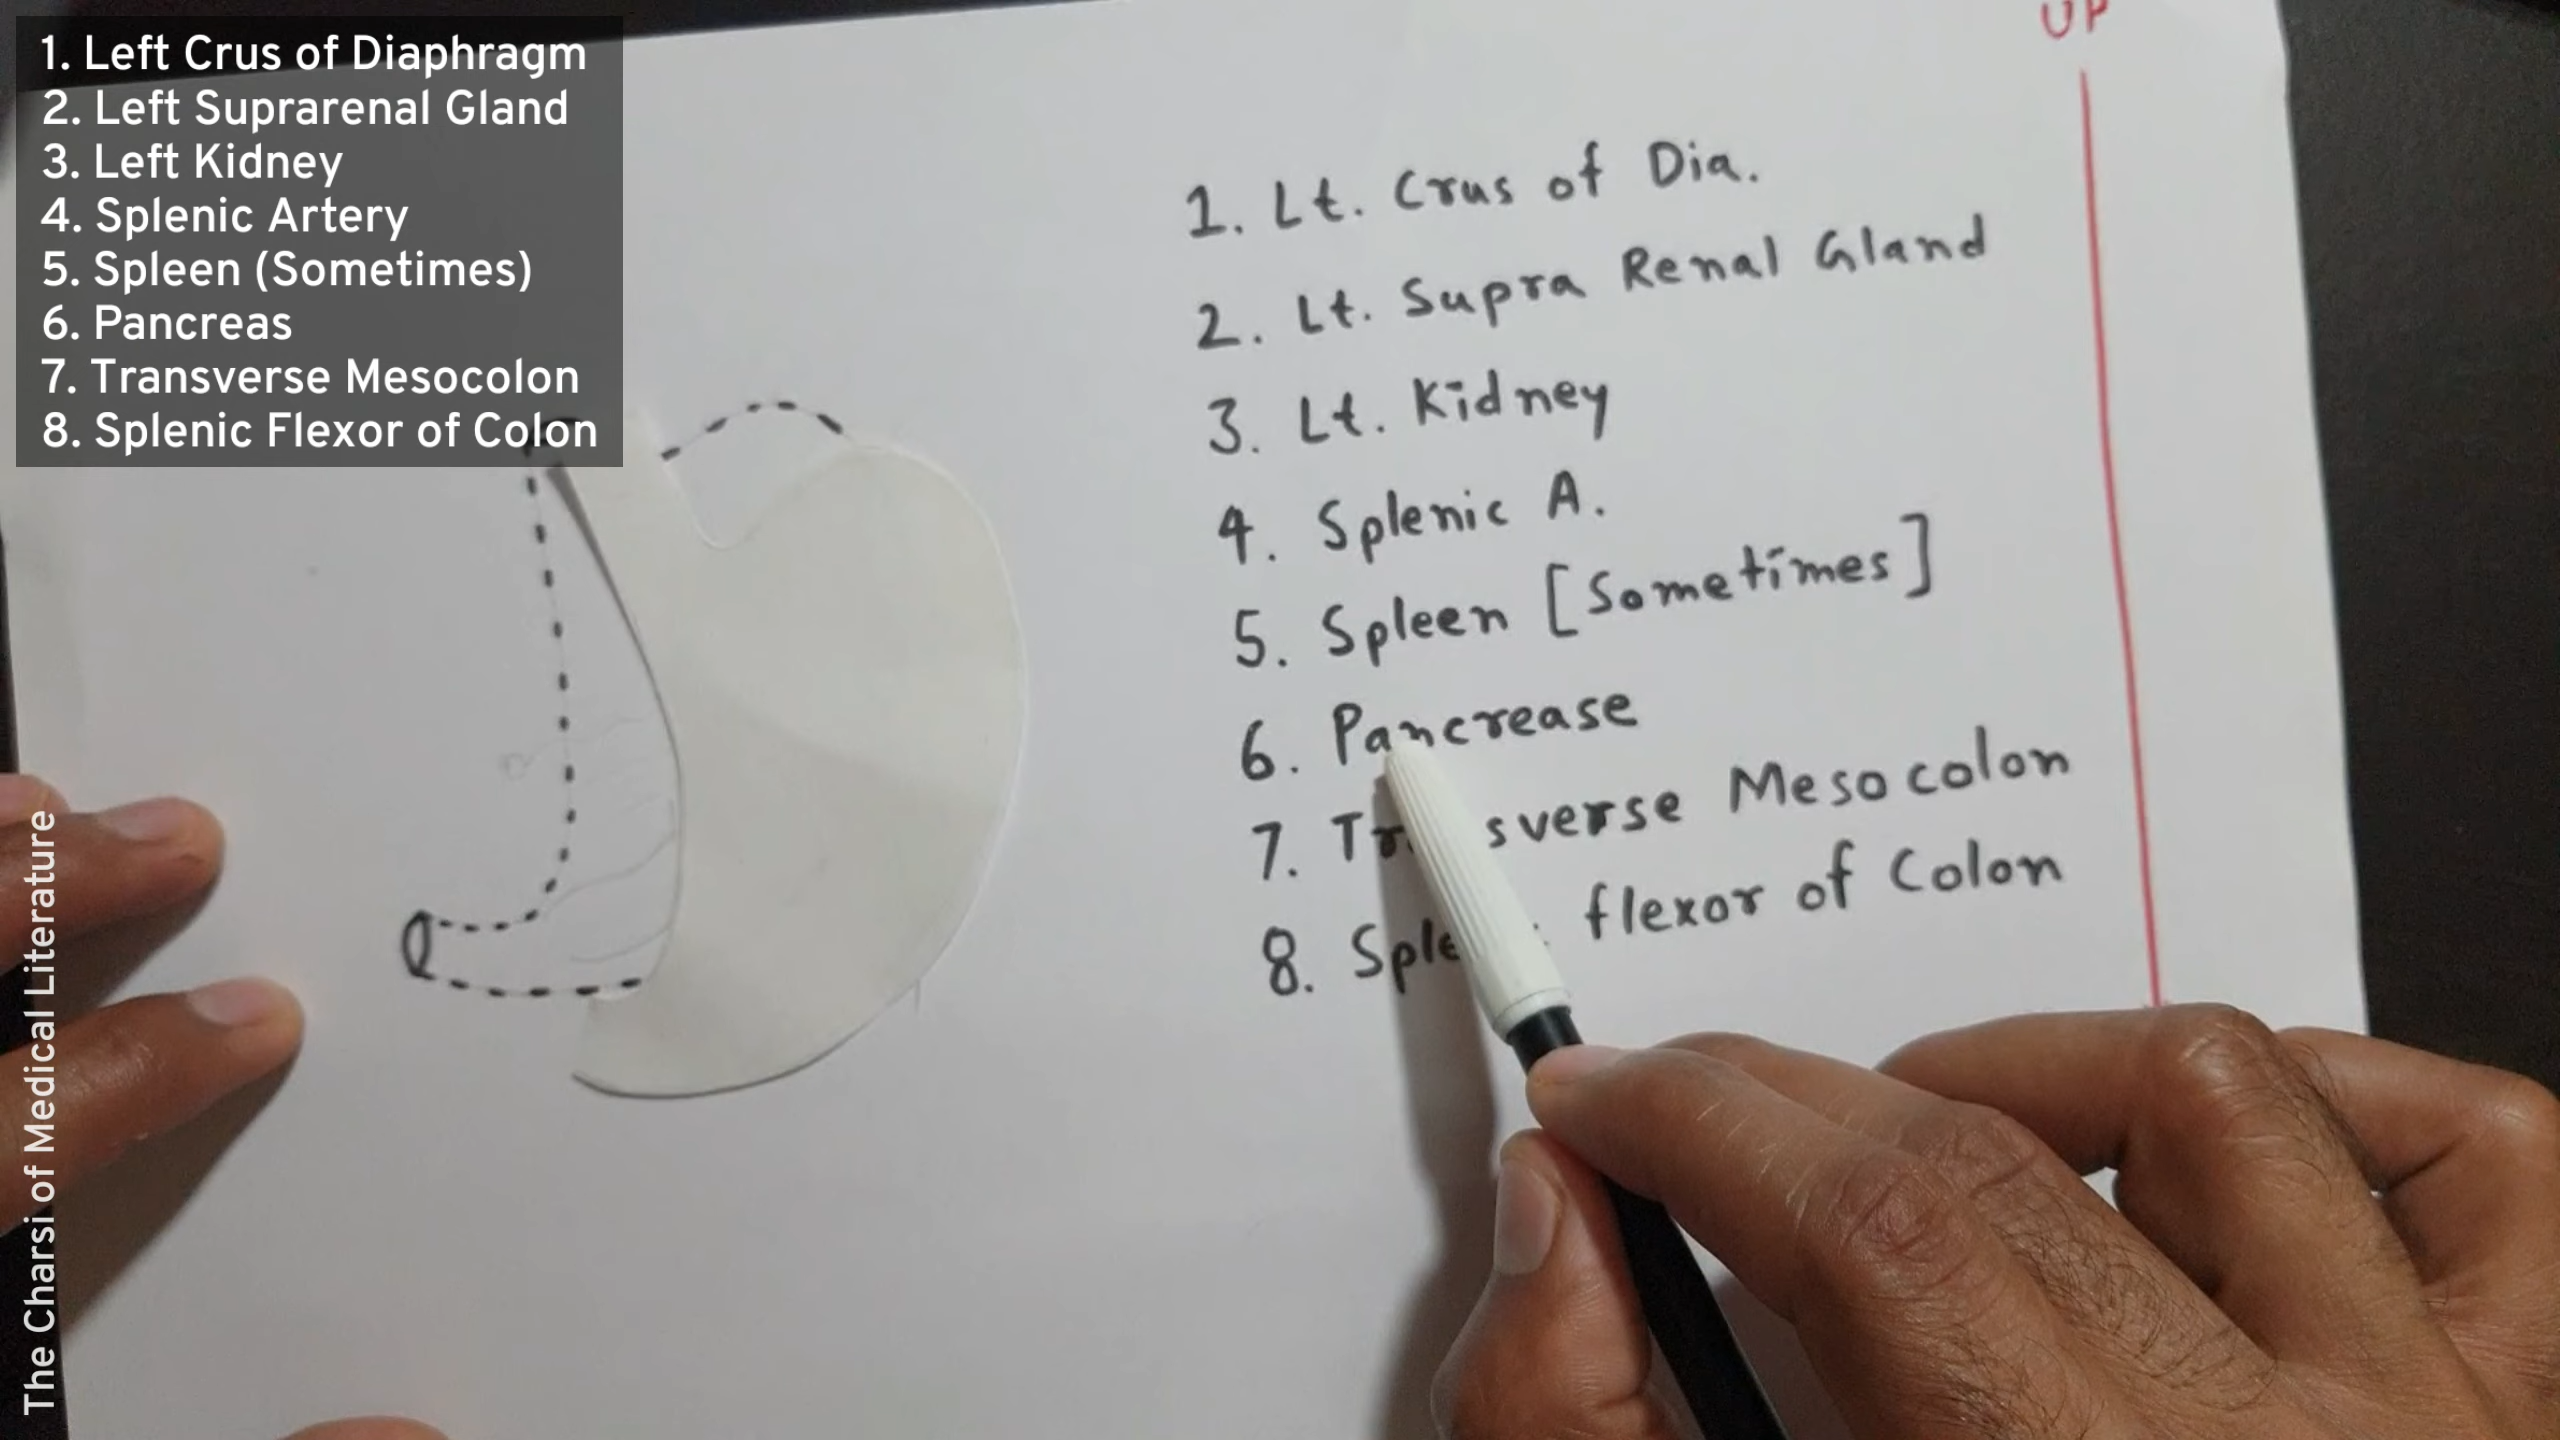 1. Left Crus of Diaphragm
2. Left Suprarenal Gland
3. Left Kidney
4. Splenic Artery
5. Spleen (Sometimes)
6. Pancreas
7. Transverse Mesocolon
8. Splenic Flexor of Colon
UP
1. Lt. Crus of Dia.
2. Lt. Supra Renal Gland
3. Lt. Kidney
4. Splenic A.
5. Spleen [Sometimes]
6. Pancrease
7. Mesocolon
8. flexor of Colon
The Charsi of Medical Literature